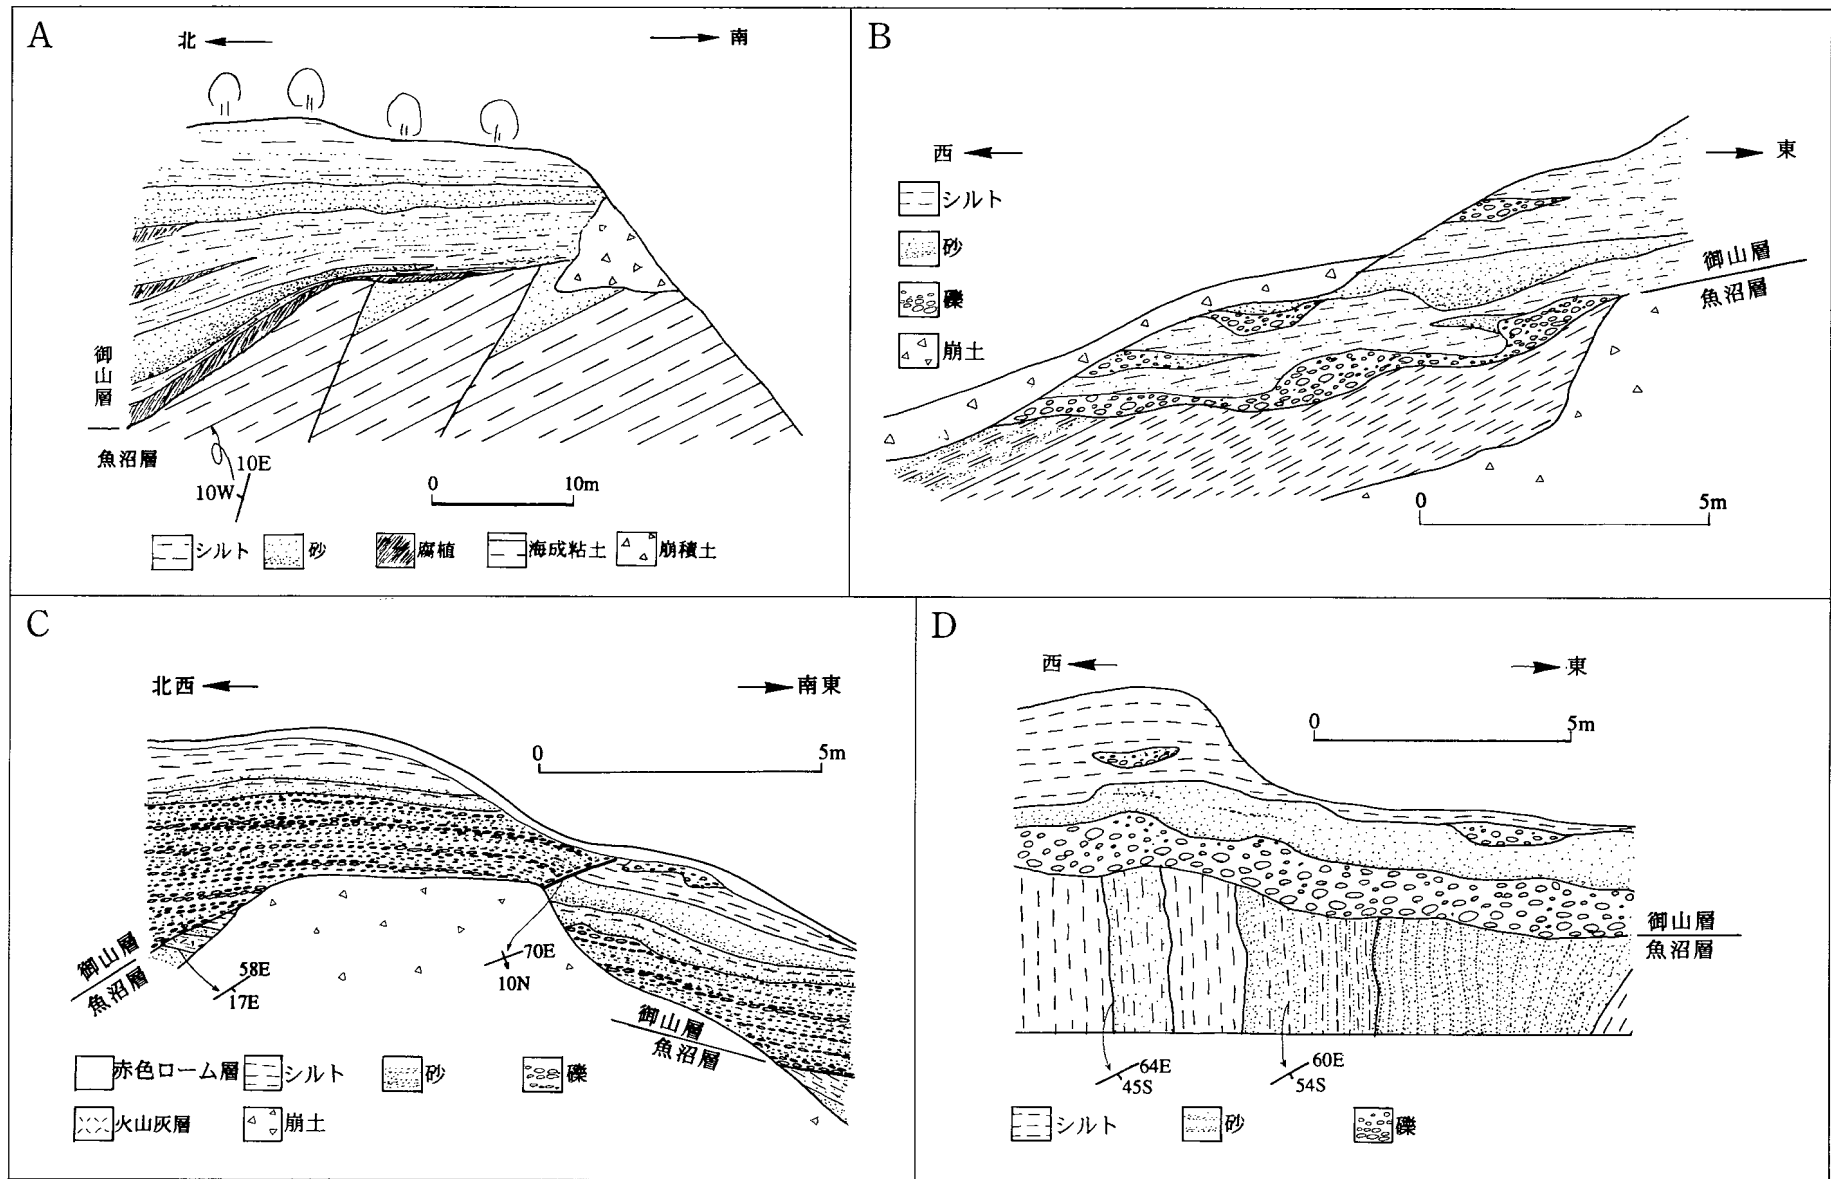 A
北 南
御山層
魚沼層
10E
10W
0 10m
シルト 砂 腐植 海成粘土 崩積土
B
西 東
シルト
砂
礫
崩土
御山層
魚沼層
0 5m
C
北西 南東
0 5m
御山層
魚沼層
58E
17E
70E
10N
御山層
魚沼層
赤色ローム層 シルト 砂 礫
火山灰層 崩土
D
西 東
0 5m
御山層
魚沼層
64E
45S
60E
54S
シルト 砂 礫